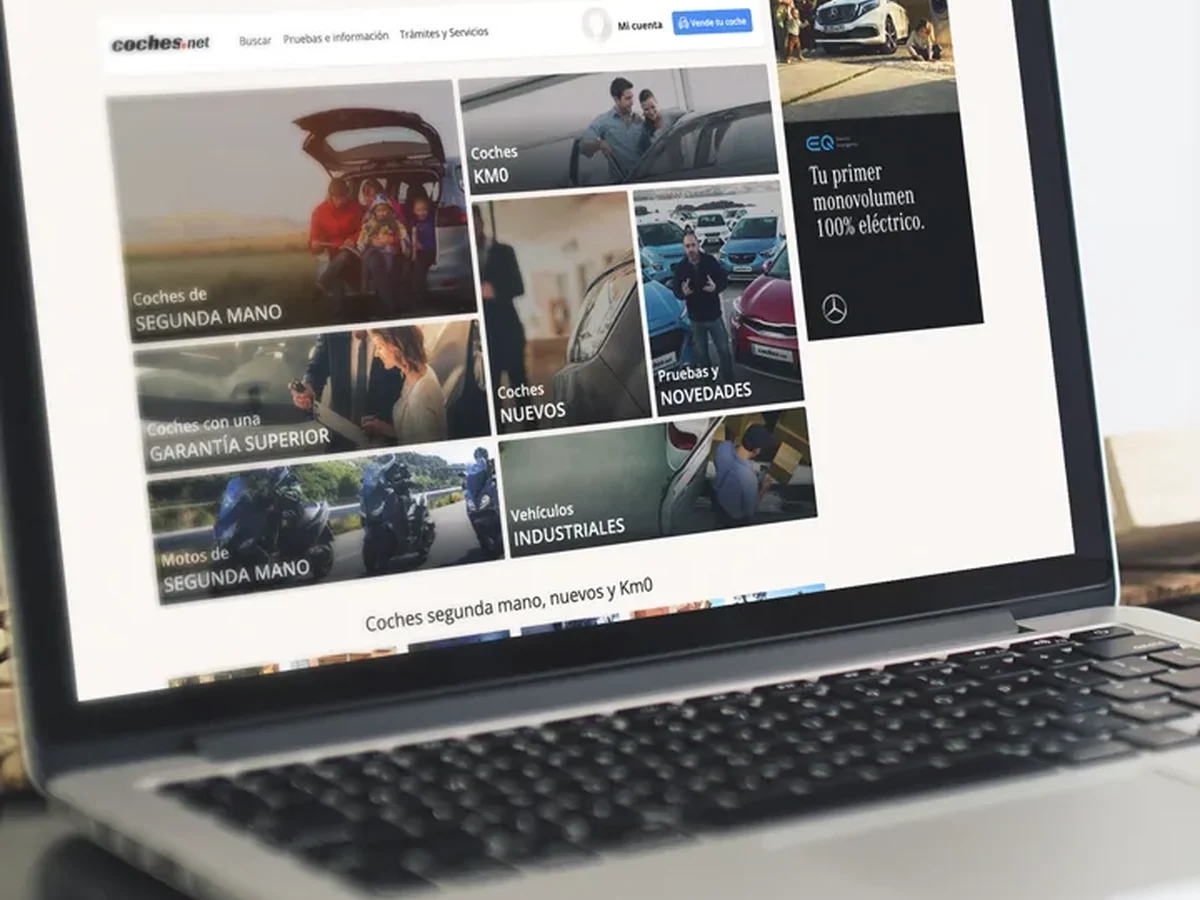 coches.net
Buscar
Pruebas e información
Trámites y Servicios
Mi cuenta
Vende tu coche
Coches de
SEGUNDA MANO
Coches
KM0
Coches
NUEVOS
Pruebas y
NOVEDADES
Coches con una
GARANTÍA SUPERIOR
Motos de
SEGUNDA MANO
Vehículos
INDUSTRIALES
Coches segunda mano, nuevos y Km0
EQ
Tu primer
monovolumen
100% eléctrico.